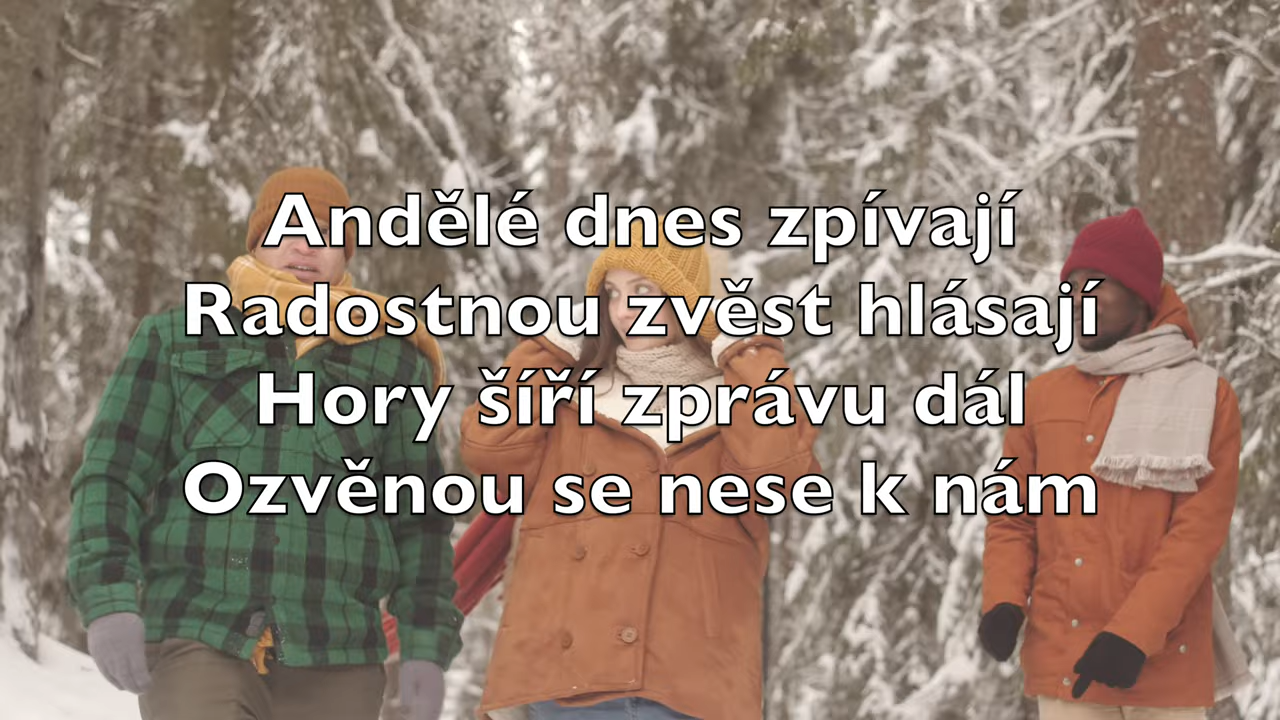 Andělé dnes zpívají
Radostnou zvěst hlásají
Hory šíří zprávu dál
Ozvěnou se nese k nám